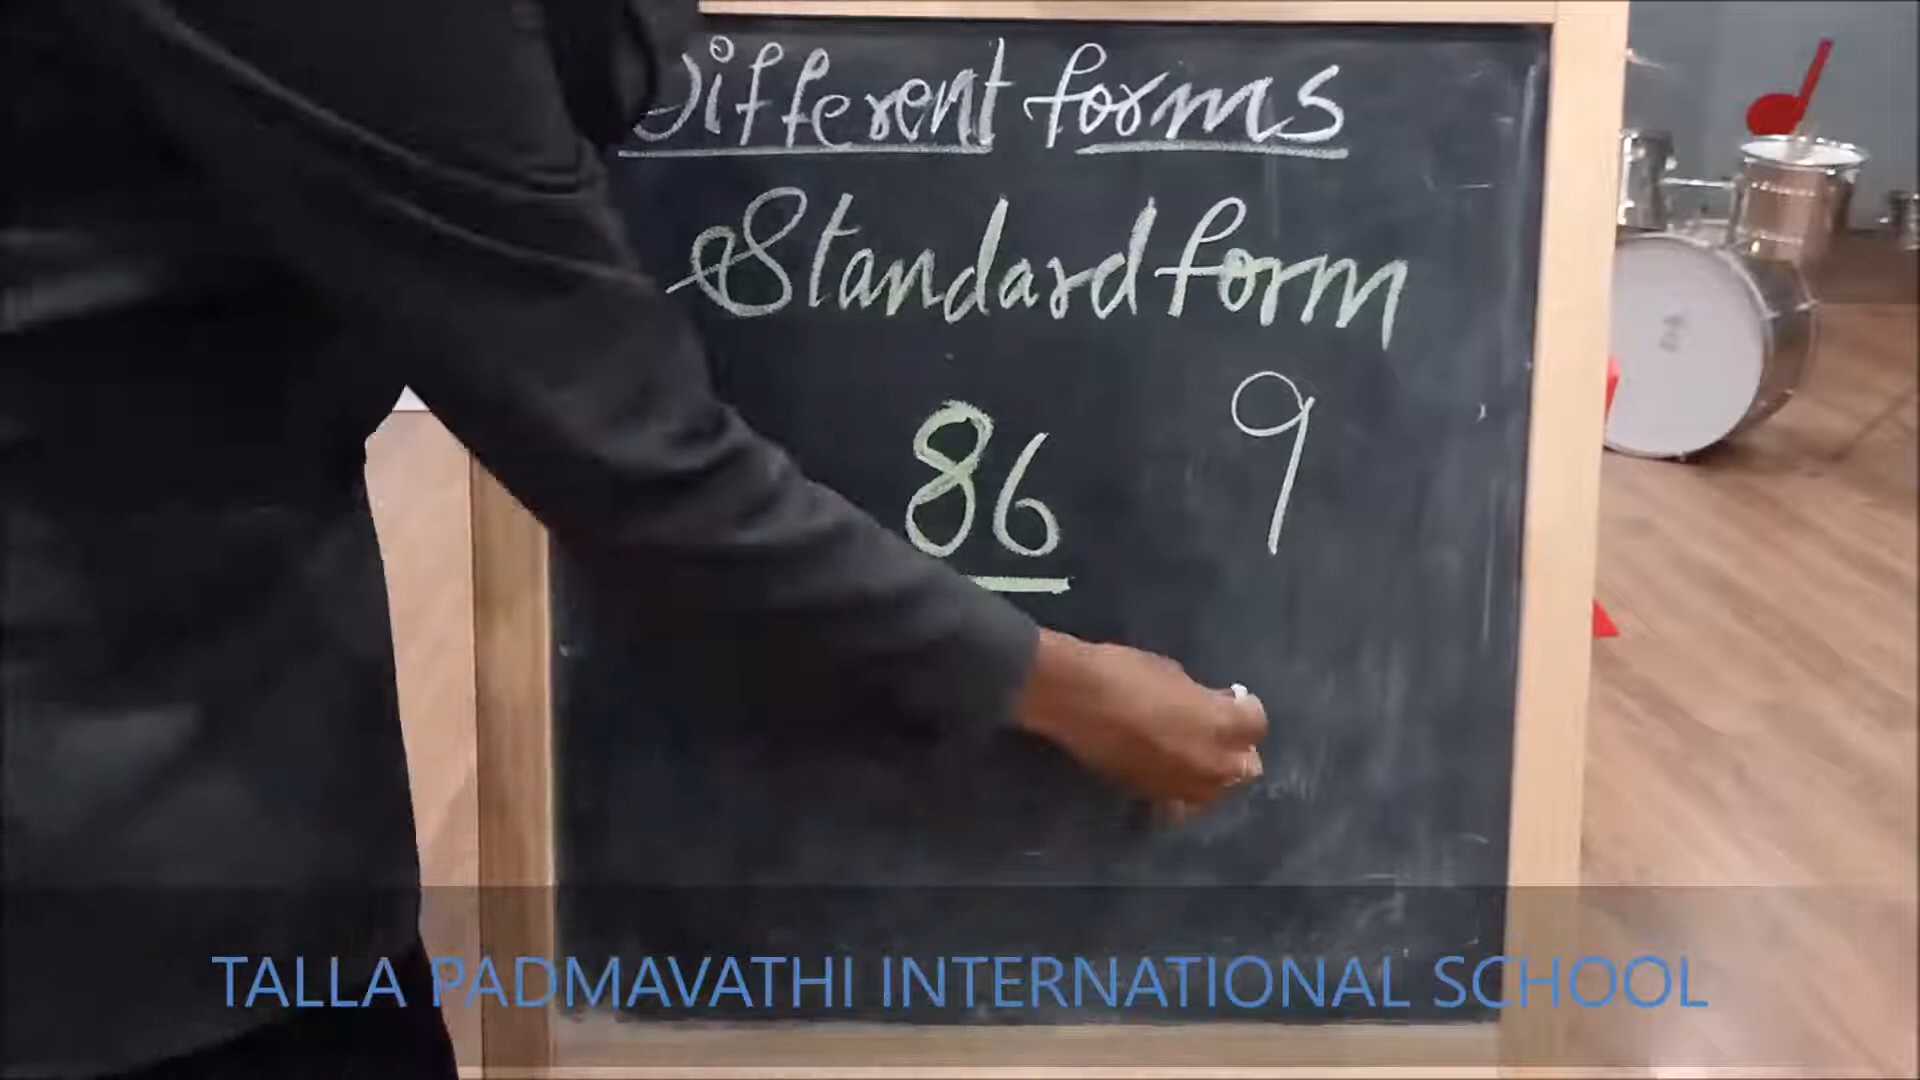 Different forms
Standard form
86 9
TALLA PADMAVATHI INTERNATIONAL SCHOOL